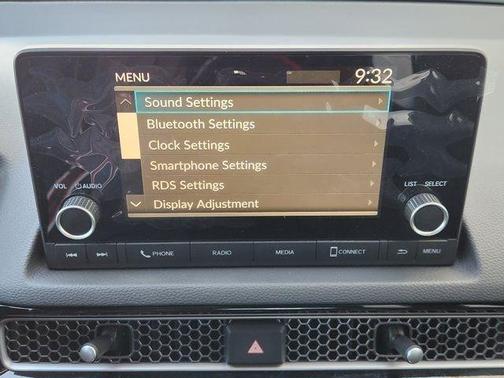 MENU 9:32
Sound Settings
Bluetooth Settings
Clock Settings
Smartphone Settings
RDS Settings
Display Adjustment
VOL AUDIO
LIST SELECT
PHONE RADIO MEDIA CONNECT MENU